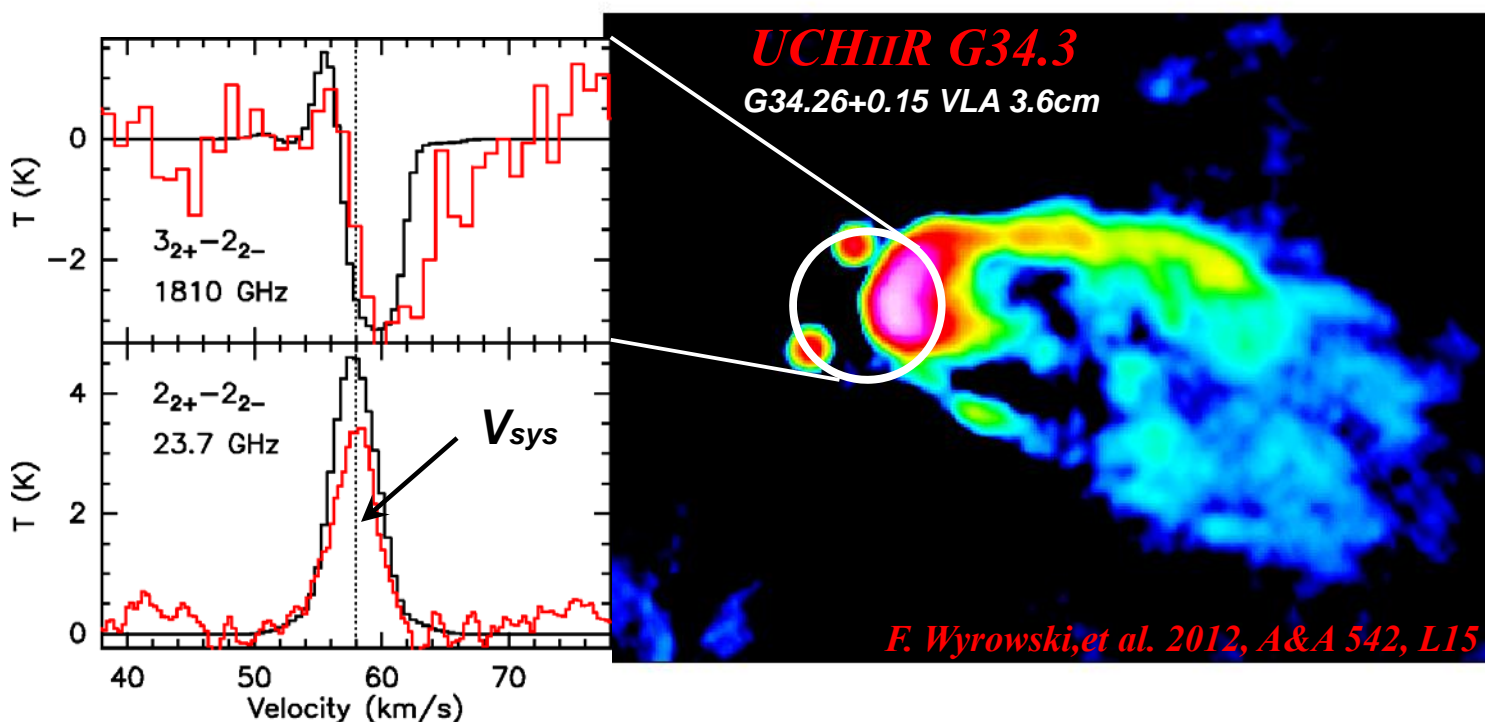 UCHIIR G34.3
G34.26+0.15 VLA 3.6cm
T (K)
0
−2
3₂₊−2₂₋
1810 GHz
T (K)
4
2
0
2₂₊−2₂₋
23.7 GHz
Vsys
40 50 60 70
Velocity (km/s)
F. Wyrowski,et al. 2012, A&A 542, L15